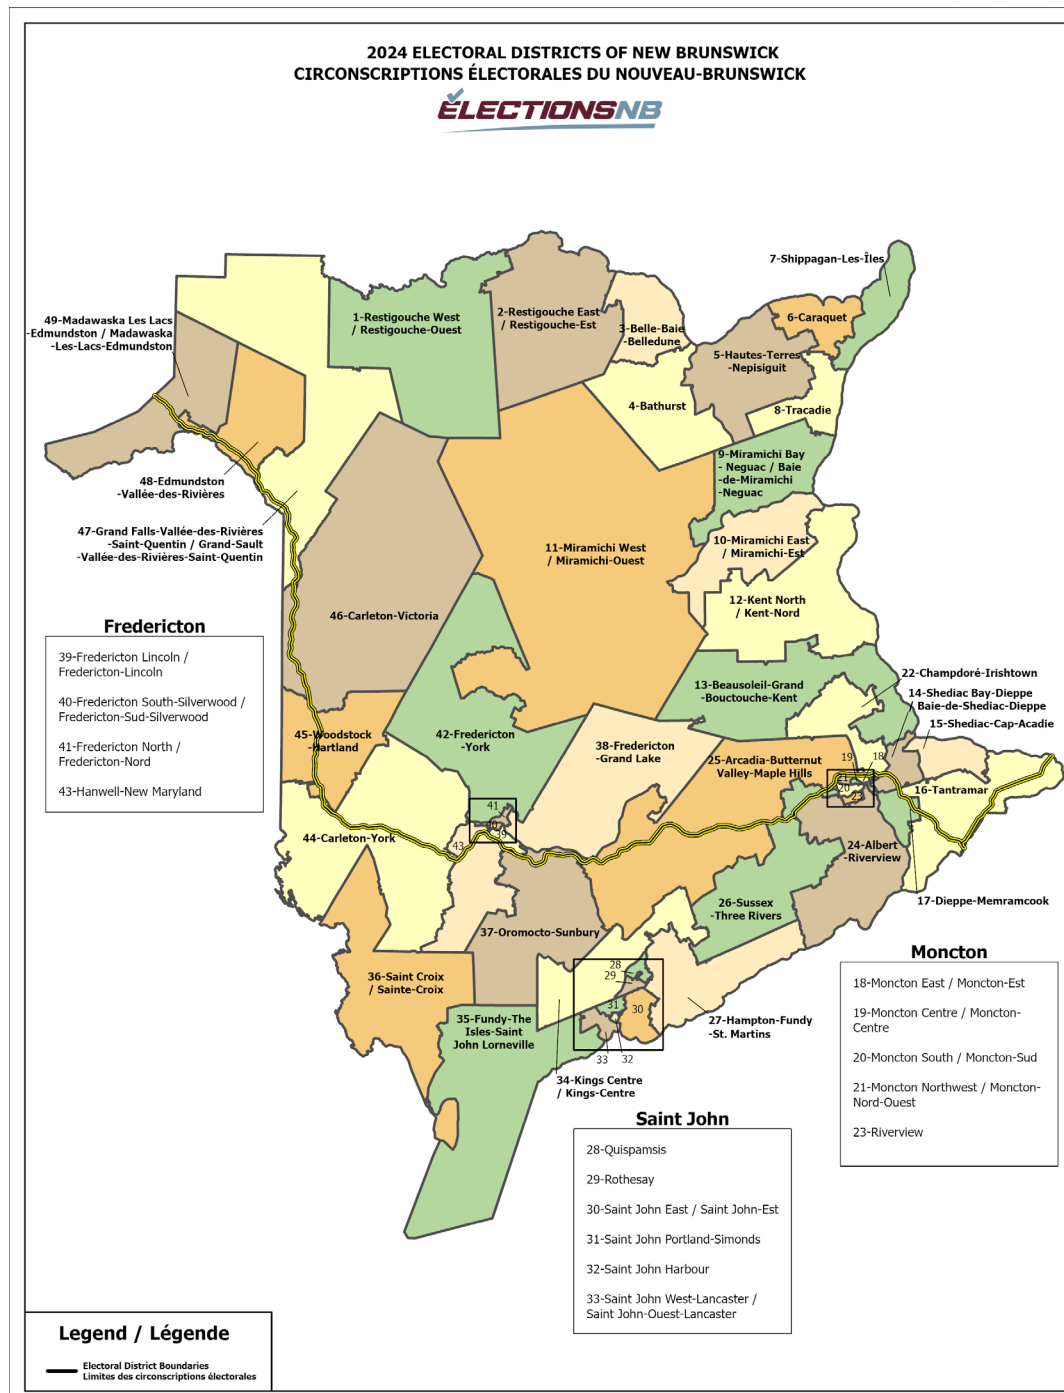 2024 ELECTORAL DISTRICTS OF NEW BRUNSWICK
CIRCONSCRIPTIONS ÉLECTORALES DU NOUVEAU-BRUNSWICK
ÉLECTIONSNB
7-Shippagan-Les-Îles
49-Madawaska Les Lacs
-Edmundston / Madawaska
-Les-Lacs-Edmundston
1-Restigouche West
/ Restigouche-Ouest
2-Restigouche East
/ Restigouche-Est
3-Belle-Baie
-Belledune
6-Caraquet
5-Hautes-Terres
-Nepisiguit
4-Bathurst
8-Tracadie
9-Miramichi Bay
- Neguac / Baie
-de-Miramichi
-Neguac
48-Edmundston
-Vallée-des-Rivières
47-Grand Falls-Vallée-des-Rivières
-Saint-Quentin / Grand-Sault
-Vallée-des-Rivières-Saint-Quentin
10-Miramichi East
/ Miramichi-Est
11-Miramichi West
/ Miramichi-Ouest
12-Kent North
/ Kent-Nord
46-Carleton-Victoria
Fredericton
39-Fredericton Lincoln /
Fredericton-Lincoln
40-Fredericton South-Silverwood /
Fredericton-Sud-Silverwood
41-Fredericton North /
Fredericton-Nord
43-Hanwell-New Maryland
13-Beausoleil-Grand
-Bouctouche-Kent
22-Champdoré-Irishtown
14-Shediac Bay-Dieppe
/ Baie-de-Shediac-Dieppe
15-Shediac-Cap-Acadie
45-Woodstock
-Hartland
42-Fredericton
-York
38-Fredericton
-Grand Lake
25-Arcadia-Butternut
Valley-Maple Hills
19
18
21
20
23
16-Tantramar
41
40
39
43
44-Carleton-York
24-Albert
-Riverview
17-Dieppe-Memramcook
26-Sussex
-Three Rivers
37-Oromocto-Sunbury
36-Saint Croix
/ Sainte-Croix
28
29
31
30
33
32
35-Fundy-The
Isles-Saint
John Lorneville
27-Hampton-Fundy
-St. Martins
34-Kings Centre
/ Kings-Centre
Moncton
18-Moncton East / Moncton-Est
19-Moncton Centre / Moncton-
Centre
20-Moncton South / Moncton-Sud
21-Moncton Northwest / Moncton-
Nord-Ouest
23-Riverview
Saint John
28-Quispamsis
29-Rothesay
30-Saint John East / Saint John-Est
31-Saint John Portland-Simonds
32-Saint John Harbour
33-Saint John West-Lancaster /
Saint John-Ouest-Lancaster
Legend / Légende
Electoral District Boundaries
Limites des circonscriptions électorales